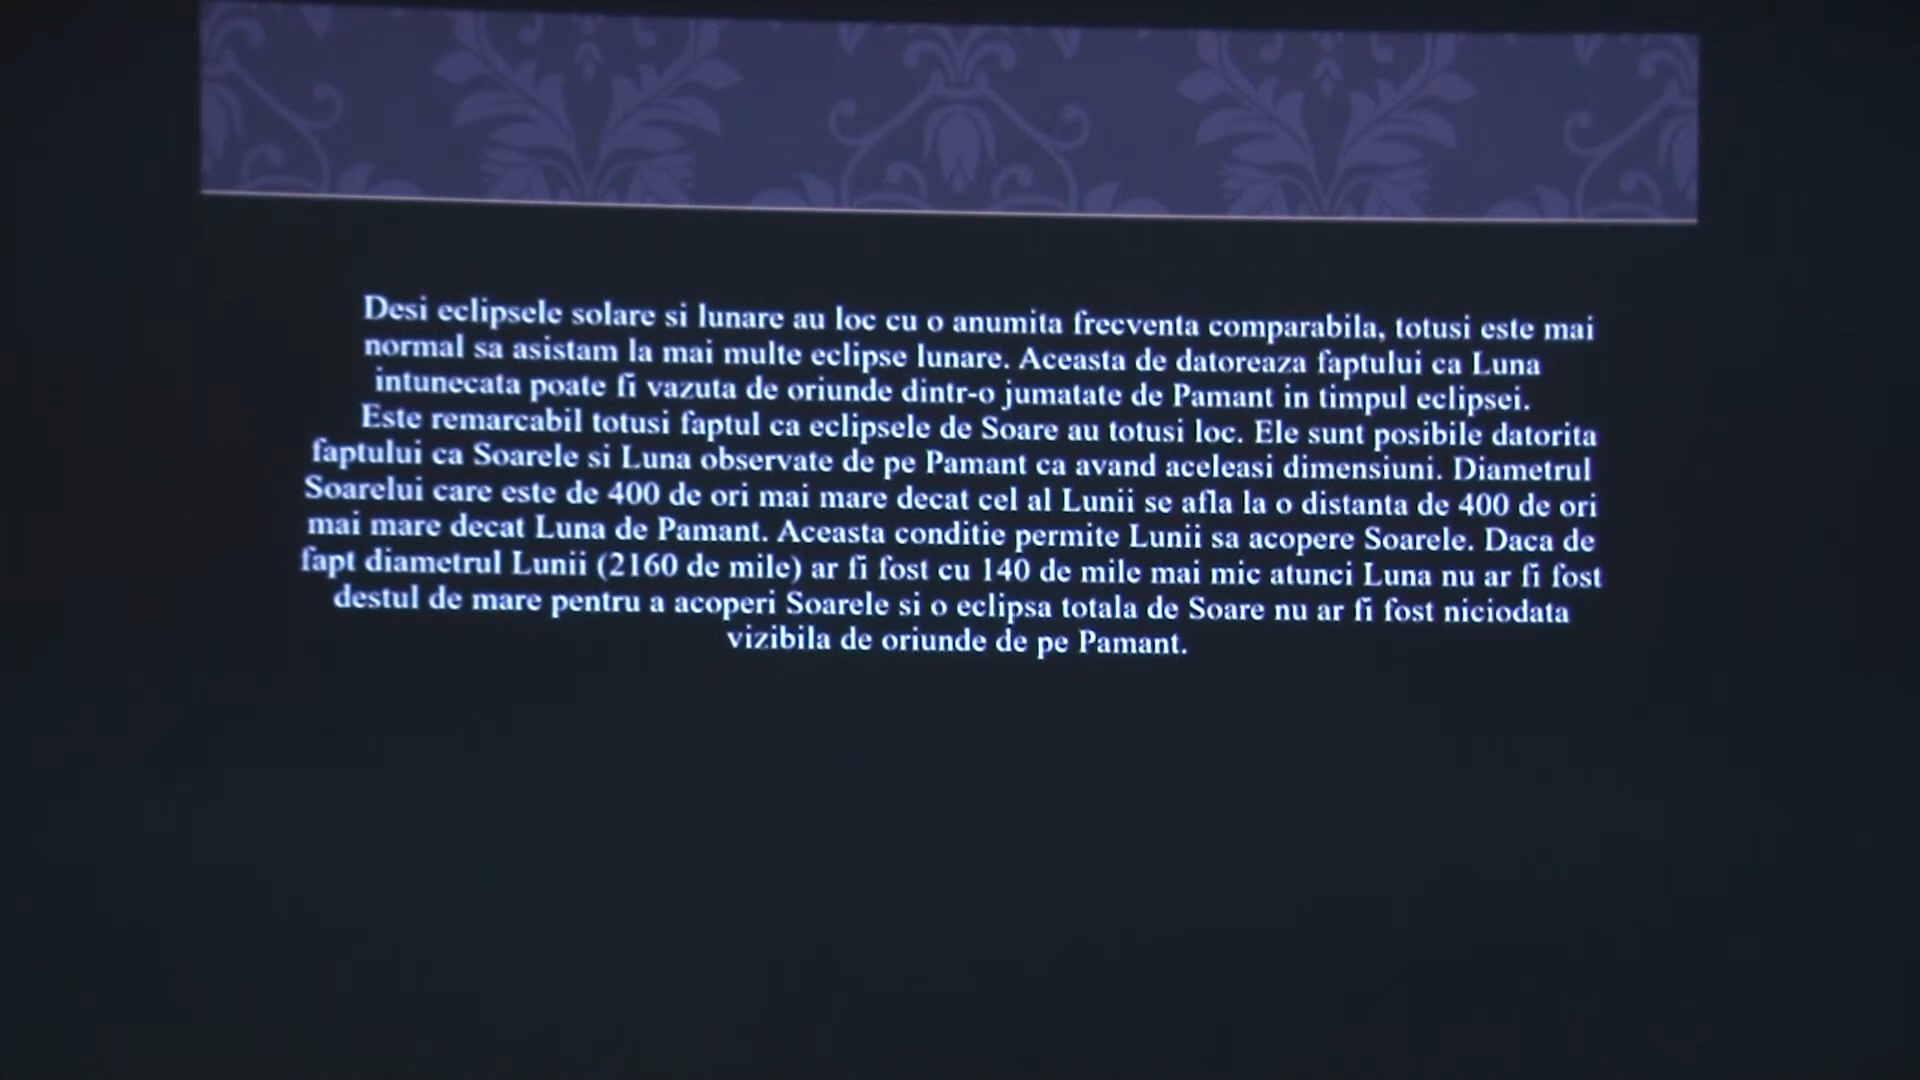 Desi eclipsele solare si lunare au loc cu o anumita frecventa comparabila, totusi este mai
normal sa asistam la mai multe eclipse lunare. Aceasta de datoreaza faptului ca Luna
intunecata poate fi vazuta de oriunde dintr-o jumatate de Pamant in timpul eclipsei.
Este remarcabil totusi faptul ca eclipsele de Soare au totusi loc. Ele sunt posibile datorita
faptului ca Soarele si Luna observate de pe Pamant ca avand aceleasi dimensiuni. Diametrul
Soarelui care este de 400 de ori mai mare decat cel al Lunii se afla la o distanta de 400 de ori
mai mare decat Luna de Pamant. Aceasta conditie permite Lunii sa acopere Soarele. Daca de
fapt diametrul Lunii (2160 de mile) ar fi fost cu 140 de mile mai mic atunci Luna nu ar fi fost
destul de mare pentru a acoperi Soarele si o eclipsa totala de Soare nu ar fi fost niciodata
vizibila de oriunde de pe Pamant.